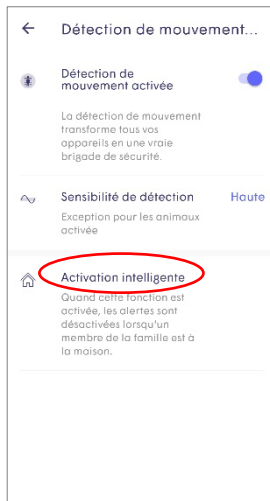 Détection de mouvement...
Détection de
mouvement activée
La détection de mouvement
transforme tous vos
appareils en une vraie
brigade de sécurité.
Sensibilité de détection Haute
Exception pour les animaux
activée
Activation intelligente
Quand cette fonction est
activée, les alertes sont
désactivées lorsqu'un
membre de la famille est à
la maison.